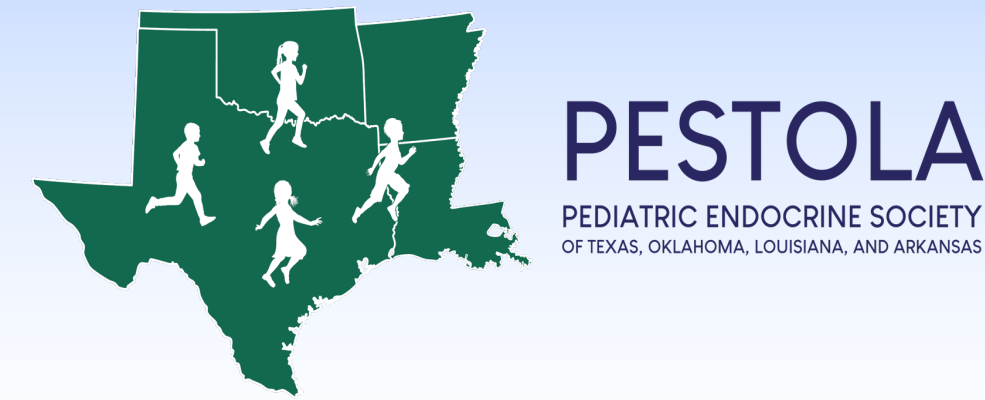 PESTOLA
PEDIATRIC ENDOCRINE SOCIETY
OF TEXAS, OKLAHOMA, LOUISIANA, AND ARKANSAS